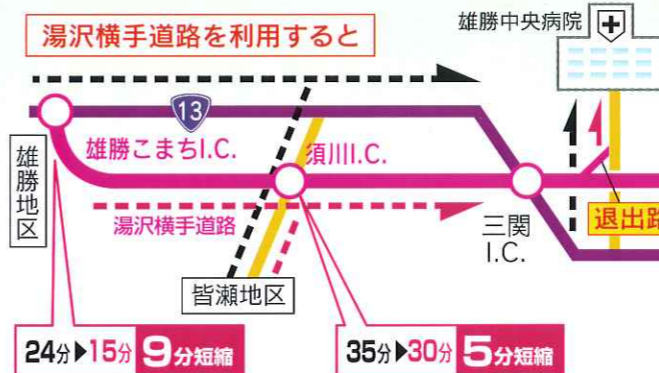 湯沢横手道路を利用すると
雄勝中央病院
13
雄勝こまちI.C.
須川I.C.
雄勝地区
湯沢横手道路
三関
I.C.
退出路
皆瀬地区
24分▶15分 9分短縮
35分▶30分 5分短縮